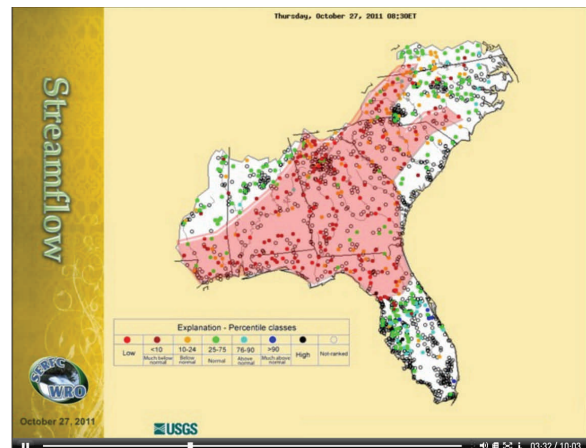 Thursday, October 27, 2011 08:30ET
Streamflow
Explanation - Percentile classes
Low
<10
Much below normal
10-24
Below normal
25-75
Normal
76-90
Above normal
>90
Much above normal
High
Not-ranked
SERFC
WRO
October 27, 2011
USGS
03:32 / 10:03